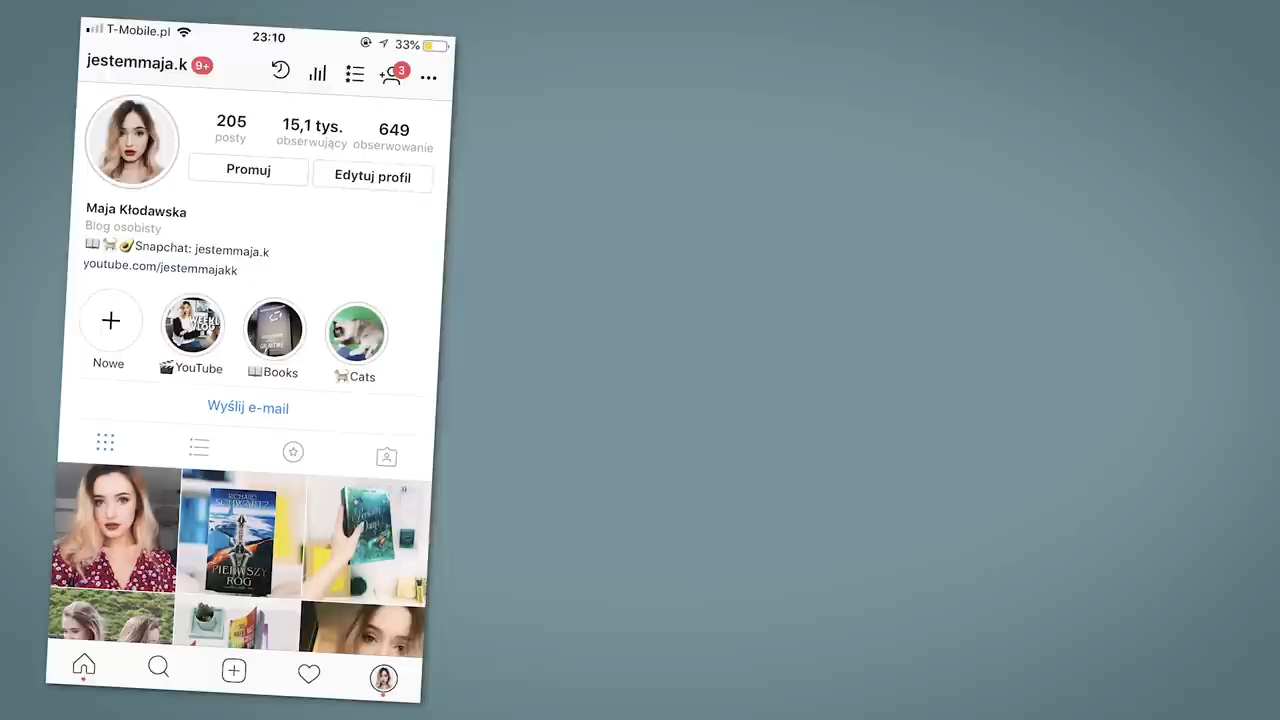 T-Mobile.pl 23:10 33%
jestemmaja.k 9+ 3
205 15,1 tys. 649
posty obserwujący obserwowanie
Promuj Edytuj profil
Maja Kłodawska
Blog osobisty
Snapchat: jestemmaja.k
youtube.com/jestemmajakk
WEEKLY
VLOG
Nowe YouTube Books Cats
Wyślij e-mail
RICHARD
SCHWARTZ
PIERWSZY
RÓG